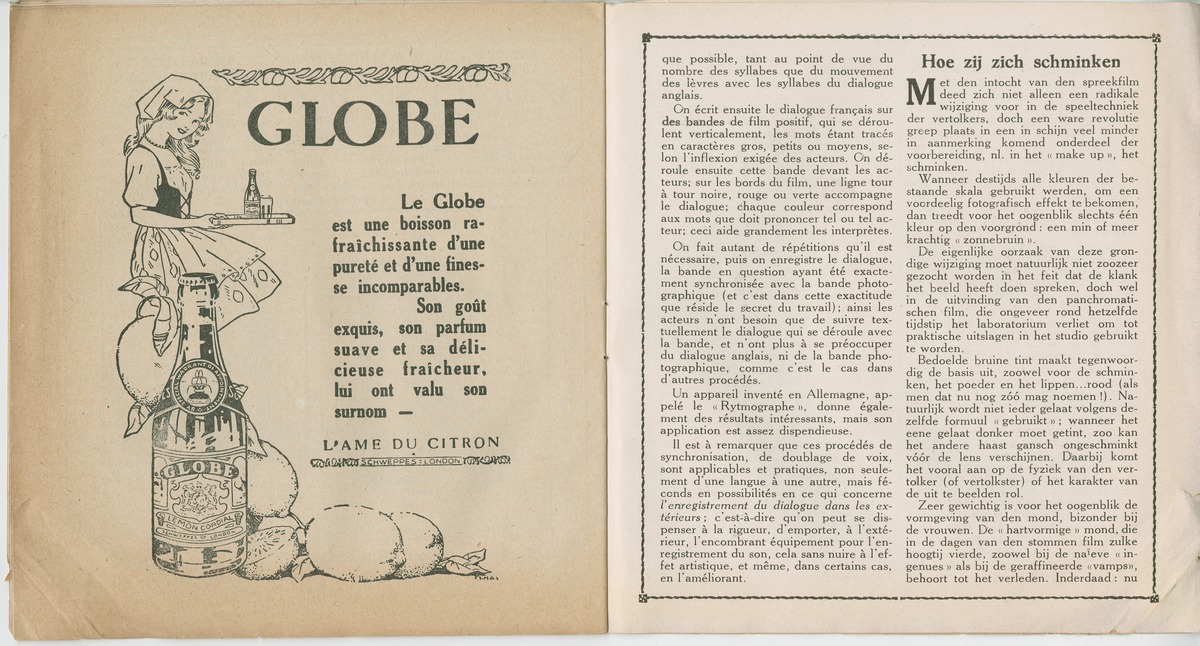 GLOBE
Le Globe
est une boisson ra-
fraîchissante d'une
pureté et d'une fines-
se incomparables.
Son goût
exquis, son parfum
suave et sa déli-
cieuse fraîcheur,
lui ont valu son
surnom —
L'AME DU CITRON
SCHWEPPES : LONDON
GLOBE
LEMON CORDIAL
que possible, tant au point de vue du
nombre des syllabes que du mouvement
des lèvres avec les syllabes du dialogue
anglais.
On écrit ensuite le dialogue français sur
des bandes de film positif, qui se dérou-
lent verticalement, les mots étant tracés
en caractères gros, petits ou moyens, se-
lon l'inflexion exigée des acteurs. On dé-
roule ensuite cette bande devant les ac-
teurs; sur les bords du film, une ligne tour
à tour noire, rouge ou verte accompagne
le dialogue; chaque couleur correspond
aux mots que doit prononcer tel ou tel ac-
teur; ceci aide grandement les interprètes.
On fait autant de répétitions qu'il est
nécessaire, puis on enregistre le dialogue,
la bande en question ayant été exacte-
ment synchronisée avec la bande photo-
graphique (et c'est dans cette exactitude
que réside le secret du travail); ainsi les
acteurs n'ont besoin que de suivre tex-
tuellement le dialogue qui se déroule avec
la bande, et n'ont plus à se préoccuper
du dialogue anglais, ni de la bande pho-
tographique, comme c'est le cas dans
d'autres procédés.
Un appareil inventé en Allemagne, ap-
pelé le « Rytmographe », donne égale-
ment des résultats intéressants, mais son
application est assez dispendieuse.
Il est à remarquer que ces procédés de
synchronisation, de doublage de voix,
sont applicables et pratiques, non seule-
ment d'une langue à une autre, mais fé-
conds en possibilités en ce qui concerne
l'enregistrement du dialogue dans les ex-
térieurs; c'est-à-dire qu'on peut se dis-
penser à la rigueur, d'emporter, à l'exté-
rieur, l'encombrant équipement pour l'en-
registrement du son, cela sans nuire à l'ef-
fet artistique, et même, dans certains cas,
en l'améliorant.
Hoe zij zich schminken
Met den intocht van den spreekfilm
deed zich niet alleen een radikale
wijziging voor in de speeltechniek
der vertolkers, doch een ware revolutie
greep plaats in een in schijn veel minder
in aanmerking komend onderdeel der
voorbereiding, nl. in het « make up », het
schminken.
Wanneer destijds alle kleuren der be-
staande skala gebruikt werden, om een
voordeelig fotografisch effekt te bekomen,
dan treedt voor het oogenblik slechts één
kleur op den voorgrond : een min of meer
krachtig « zonnebruin ».
De eigenlijke oorzaak van deze gron-
dige wijziging moet natuurlijk niet zoozeer
gezocht worden in het feit dat de klank
het beeld heeft doen spreken, doch wel
in de uitvinding van den panchromati-
schen film, die ongeveer rond hetzelfde
tijdstip het laboratorium verliet om tot
praktische uitslagen in het studio gebruikt
te worden.
Bedoelde bruine tint maakt tegenwoor-
dig de basis uit, zoowel voor de schmin-
ken, het poeder en het lippen...rood (als
men dat nu nog zóó mag noemen!). Na-
tuurlijk wordt niet ieder gelaat volgens de-
zelfde formuul « gebruikt »; wanneer het
eene gelaat donker moet getint, zoo kan
het andere haast gansch ongeschminkt
vóór de lens verschijnen. Daarbij komt
het vooral aan op de fyziek van den ver-
tolker (of vertolkster) of het karakter van
de uit te beelden rol.
Zeer gewichtig is voor het oogenblik de
vormgeving van den mond, bizonder bij
de vrouwen. De « hartvormige » mond, die
in de dagen van den stommen film zulke
hoogtij vierde, zoowel bij de naïeve « in-
genues » als bij de geraffineerde «vamps»,
behoort tot het verleden. Inderdaad : nu